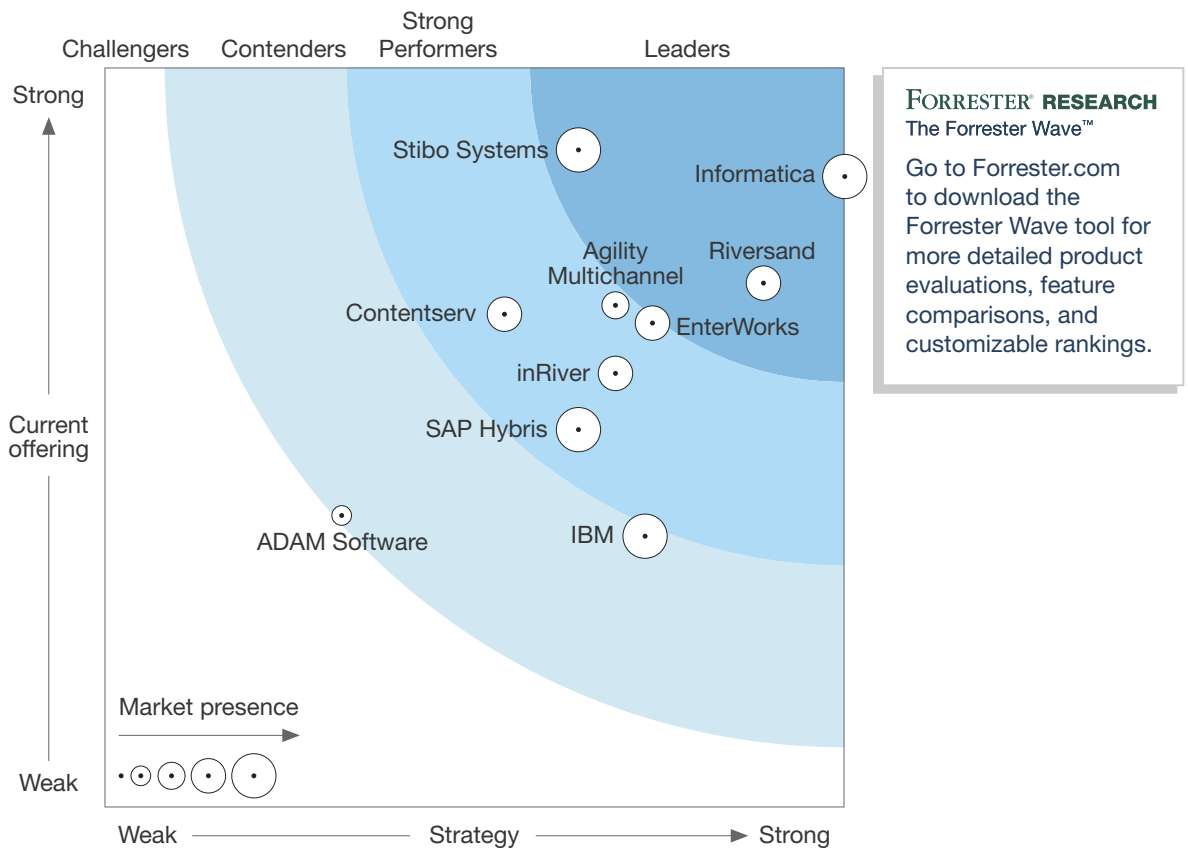 Challengers
Contenders
Strong
Performers
Leaders
Strong
Current
offering
Weak
Stibo Systems
Informatica
Agility
Multichannel
Riversand
Contentserv
EnterWorks
inRiver
SAP Hybris
ADAM Software
IBM
Market presence
Weak
Strategy
Strong
FORRESTER® RESEARCH
The Forrester Wave™
Go to Forrester.com
to download the
Forrester Wave tool for
more detailed product
evaluations, feature
comparisons, and
customizable rankings.